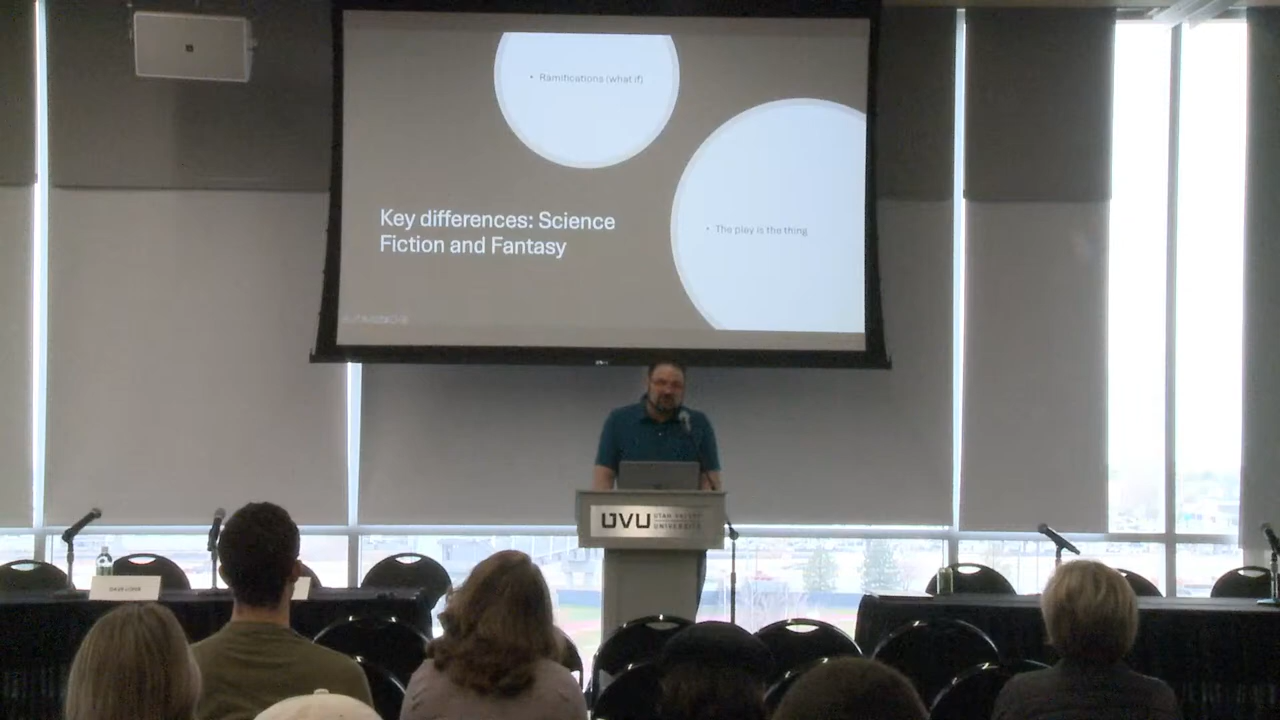 • Ramifications (what if)
• The play is the thing
Key differences: Science
Fiction and Fantasy
UVU UTAH VALLEY
UNIVERSITY